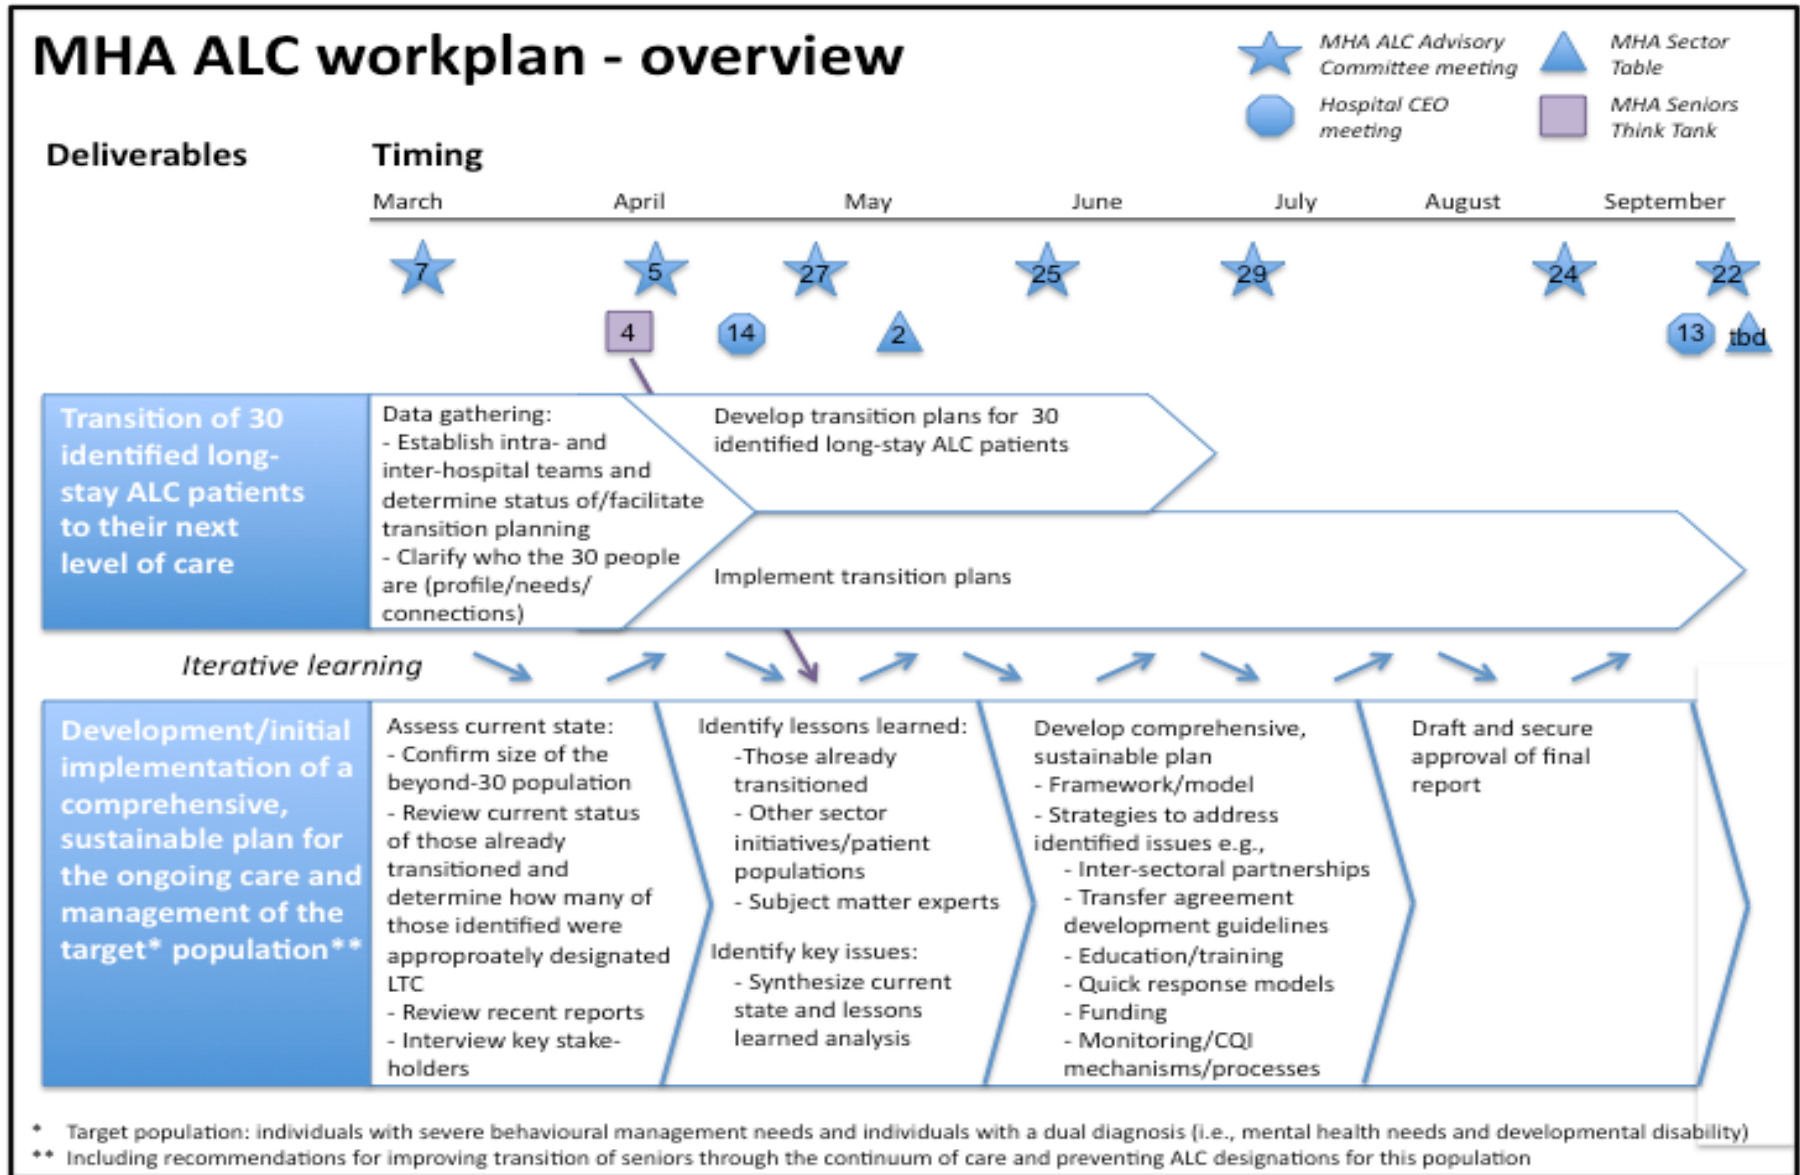 MHA ALC workplan - overview
MHA ALC Advisory
Committee meeting
MHA Sector
Table
Hospital CEO
meeting
MHA Seniors
Think Tank
Deliverables
Timing
March April May June July August September
7 5 27 25 29 24 22
4 14 2 13 tbd
Transition of 30
identified long-
stay ALC patients
to their next
level of care
Data gathering:
- Establish intra- and
inter-hospital teams and
determine status of/facilitate
transition planning
- Clarify who the 30 people
are (profile/needs/
connections)
Develop transition plans for 30
identified long-stay ALC patients
Implement transition plans
Iterative learning
Development/initial
implementation of a
comprehensive,
sustainable plan for
the ongoing care and
management of the
target* population**
Assess current state:
- Confirm size of the
beyond-30 population
- Review current status
of those already
transitioned and
determine how many of
those identified were
approproately designated
LTC
- Review recent reports
- Interview key stake-
holders
Identify lessons learned:
-Those already
transitioned
- Other sector
initiatives/patient
populations
- Subject matter experts
Identify key issues:
- Synthesize current
state and lessons
learned analysis
Develop comprehensive,
sustainable plan
- Framework/model
- Strategies to address
identified issues e.g.,
- Inter-sectoral partnerships
- Transfer agreement
development guidelines
- Education/training
- Quick response models
- Funding
- Monitoring/CQI
mechanisms/processes
Draft and secure
approval of final
report
* Target population: individuals with severe behavioural management needs and individuals with a dual diagnosis (i.e., mental health needs and developmental disability)
** Including recommendations for improving transition of seniors through the continuum of care and preventing ALC designations for this population